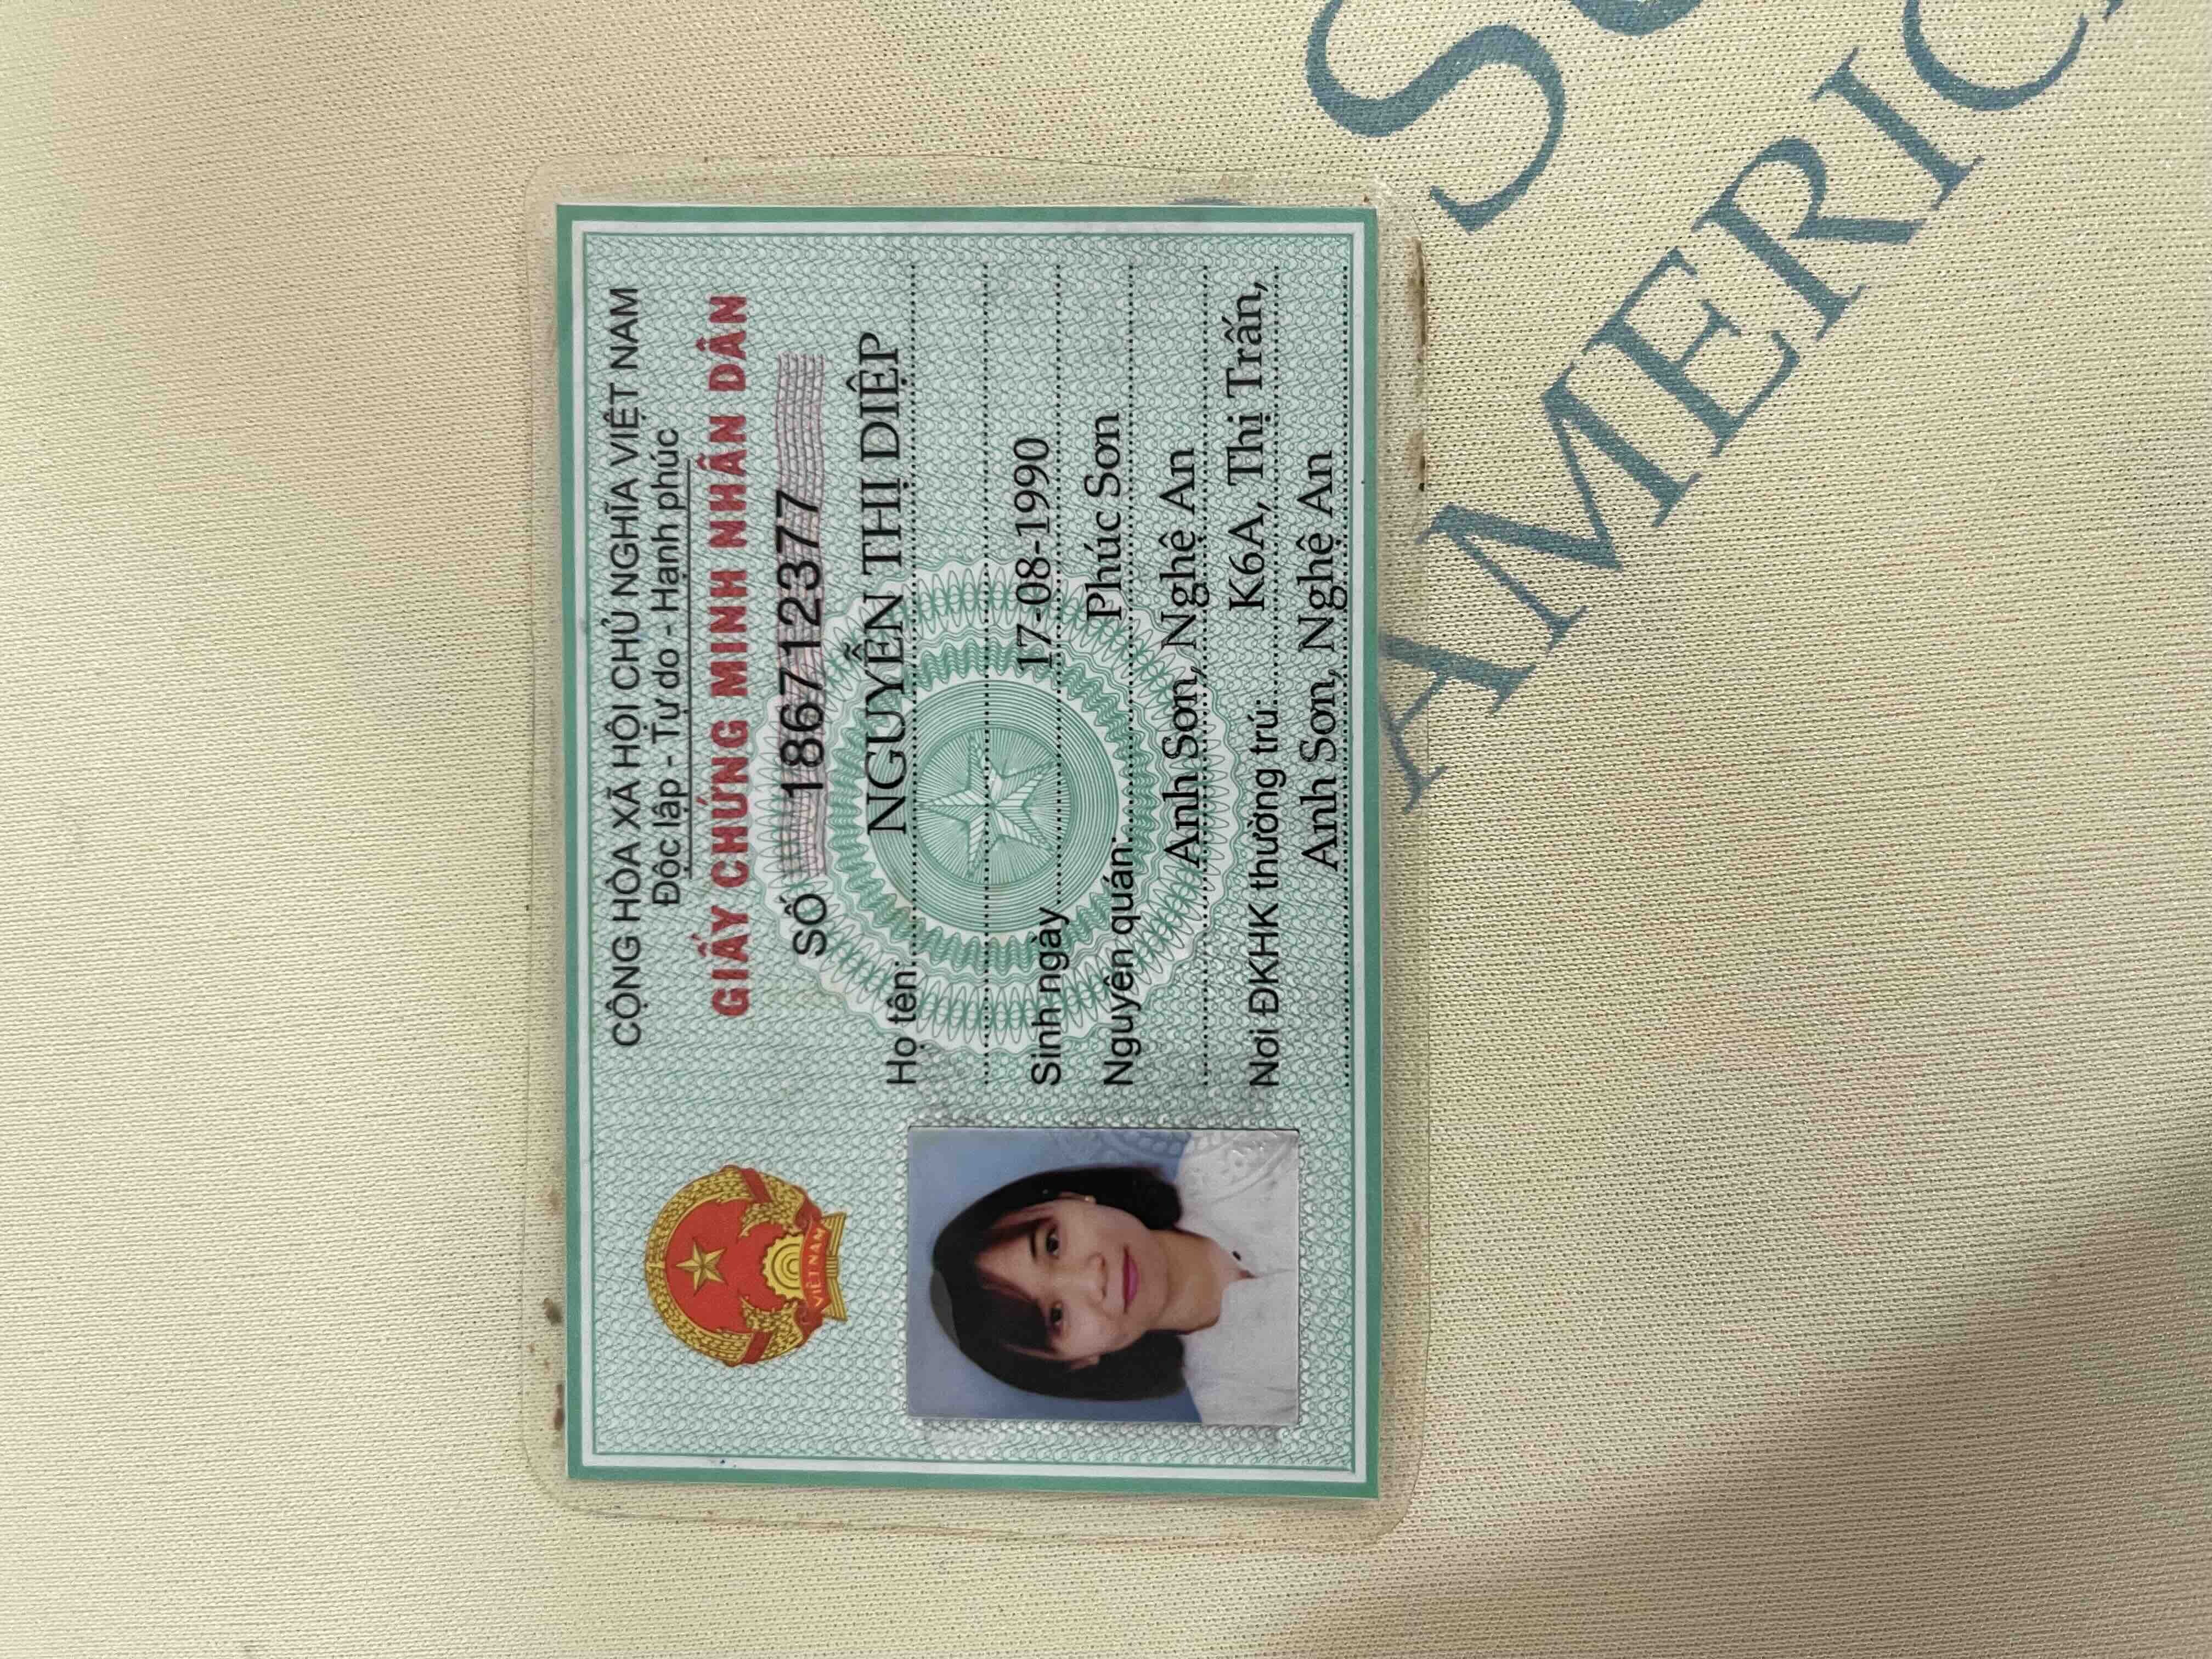 CỘNG HÒA XÃ HỘI CHỦ NGHĨA VIỆT NAM
Độc lập - Tự do - Hạnh phúc
GIẤY CHỨNG MINH NHÂN DÂN
SỐ 186712377
Họ tên: NGUYỄN THỊ DIỆP
Sinh ngày 17-08-1990
Nguyên quán: Phúc Sơn
Anh Sơn, Nghệ An
Nơi ĐKHK thường trú: K6A, Thị Trấn,
Anh Sơn, Nghệ An
VIỆT NAM